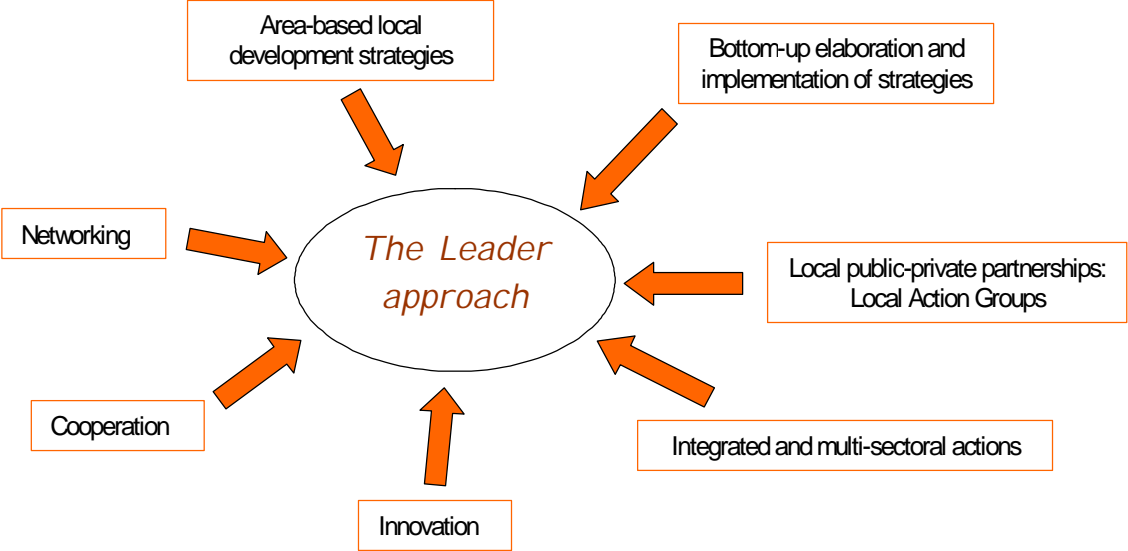 Area-based local
development strategies
Bottom-up elaboration and
implementation of strategies
Networking
The Leader
approach
Local public-private partnerships:
Local Action Groups
Cooperation
Integrated and multi-sectoral actions
Innovation